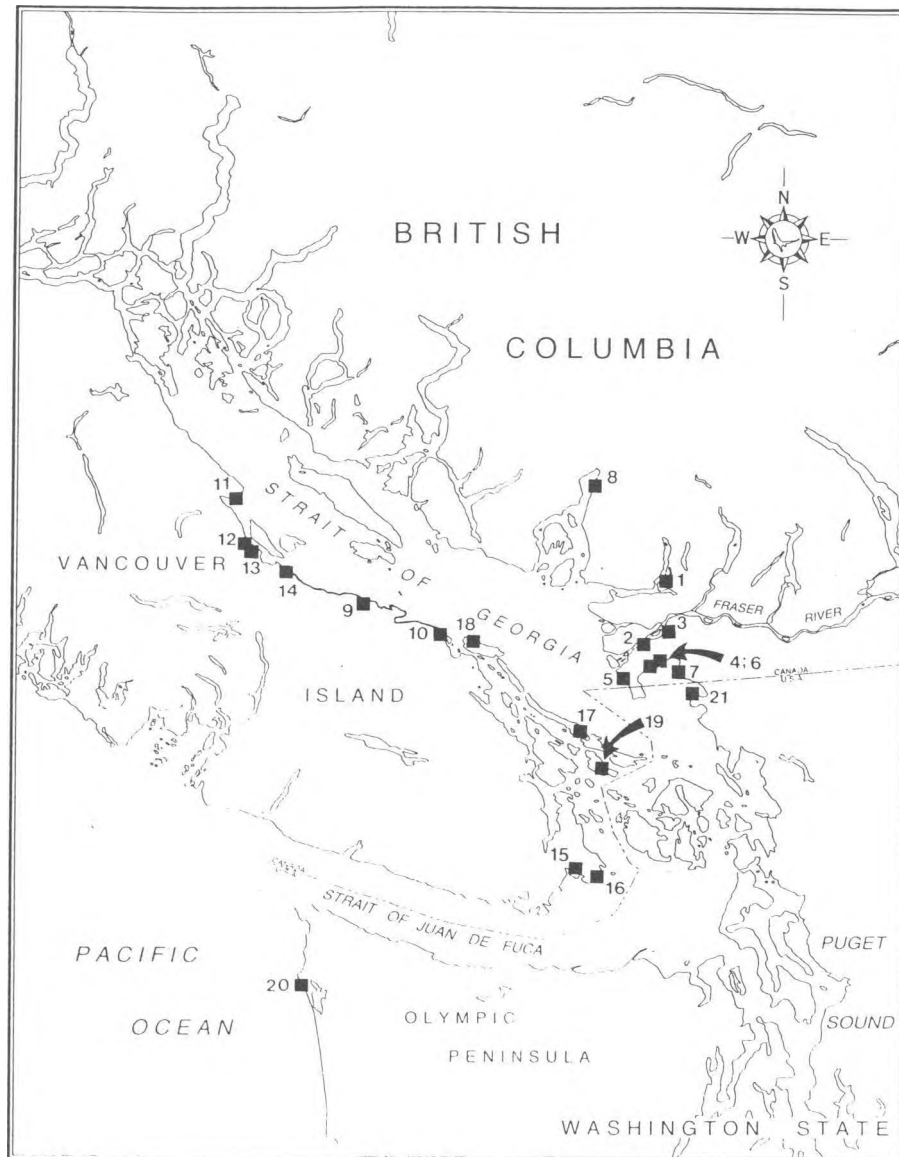 BRITISH
COLUMBIA
N
W
E
S
11
STRAIT
OF
GEORGIA
8
12
13
VANCOUVER
14
9
10
18
1
FRASER
RIVER
3
2
4; 6
5
7
CANADA
U.S.A.
21
ISLAND
17
19
15
16
CANADA
U.S.A.
STRAIT OF JUAN DE FUCA
PACIFIC
OCEAN
20
OLYMPIC
PENINSULA
PUGET
SOUND
WASHINGTON STATE